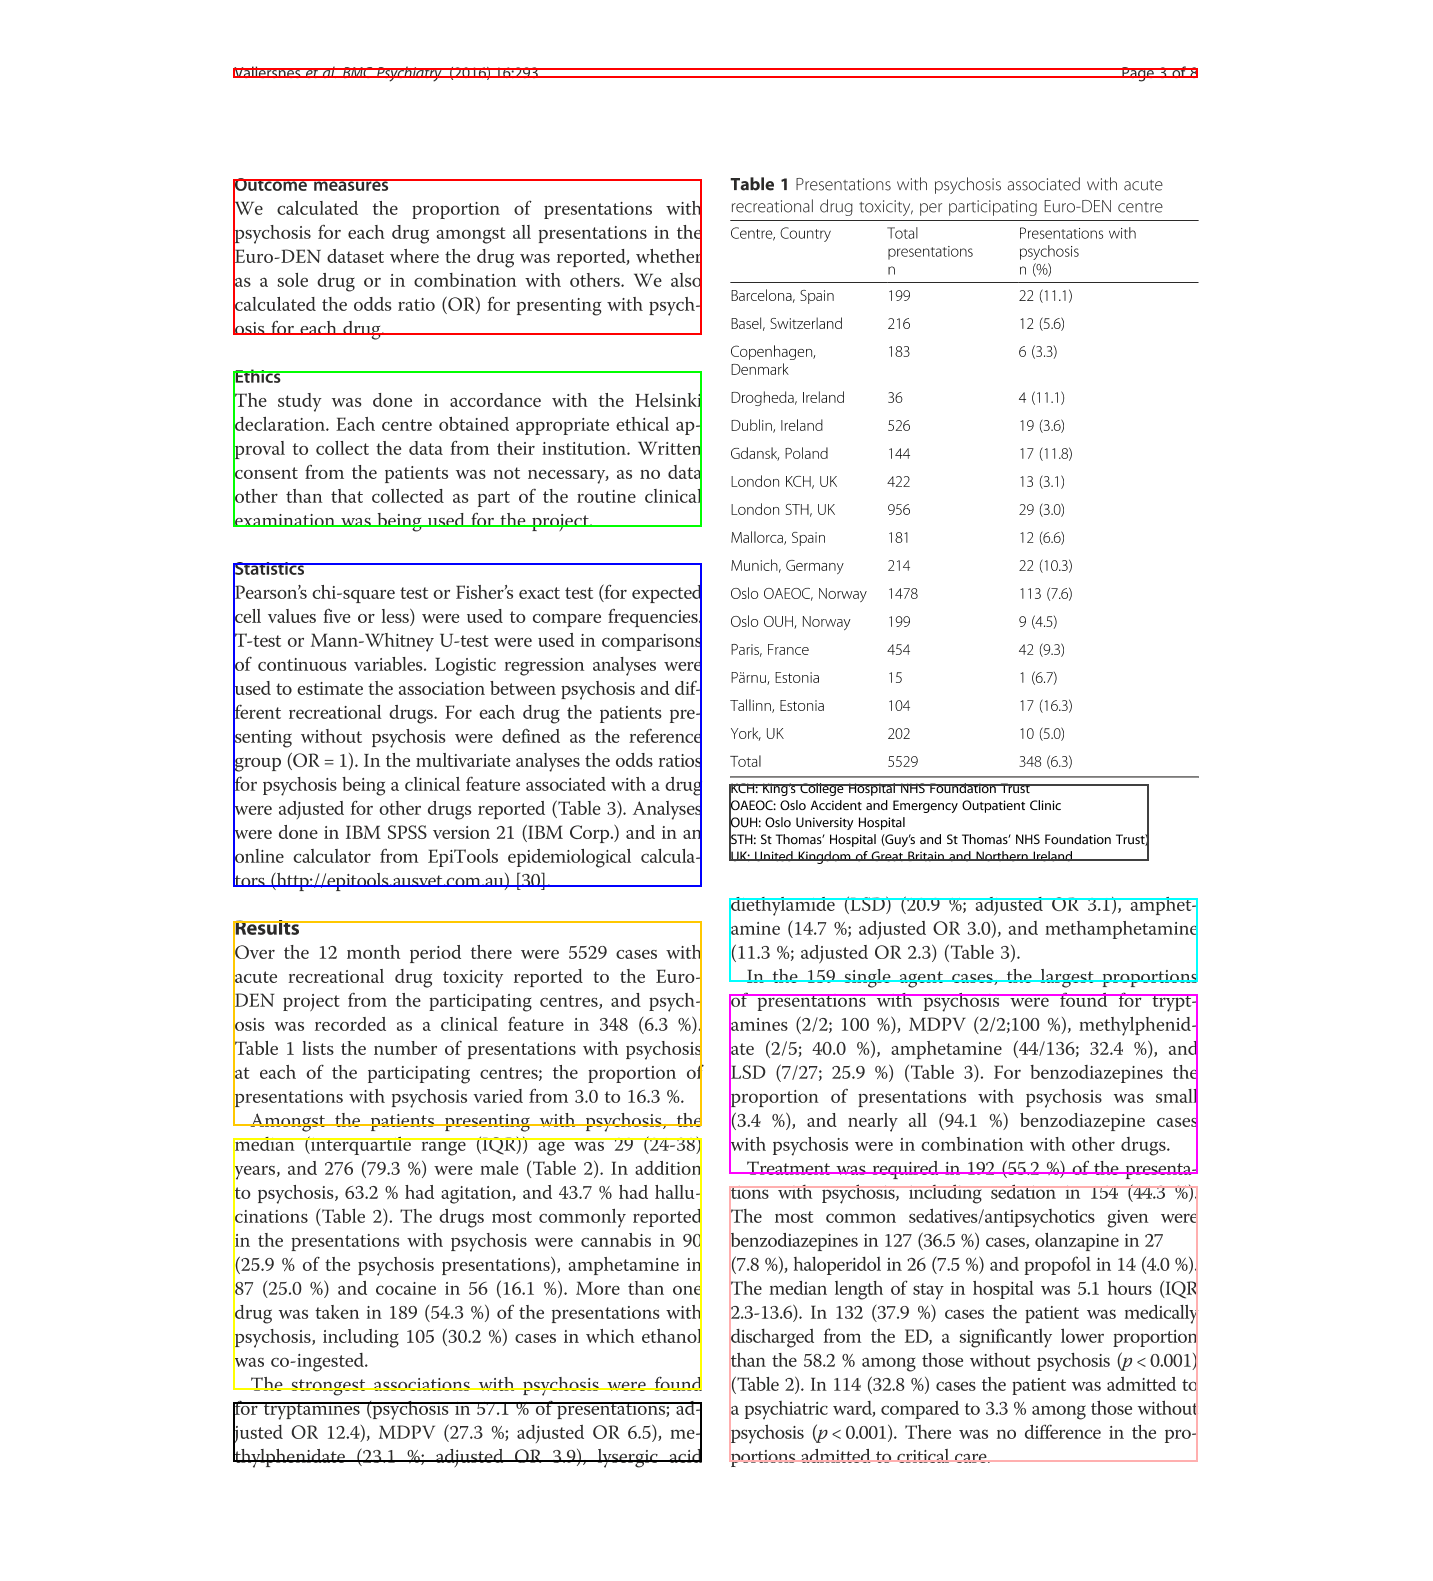 Vallersnes et al. BMC Psychiatry (2016) 16:293
Page 3 of 8
Outcome measures
We calculated the proportion of presentations with
psychosis for each drug amongst all presentations in the
Euro-DEN dataset where the drug was reported, whether
as a sole drug or in combination with others. We also
calculated the odds ratio (OR) for presenting with psych-
osis for each drug.
Ethics
The study was done in accordance with the Helsinki
declaration. Each centre obtained appropriate ethical ap-
proval to collect the data from their institution. Written
consent from the patients was not necessary, as no data
other than that collected as part of the routine clinical
examination was being used for the project.
Statistics
Pearson's chi-square test or Fisher's exact test (for expected
cell values five or less) were used to compare frequencies.
T-test or Mann-Whitney U-test were used in comparisons
of continuous variables. Logistic regression analyses were
used to estimate the association between psychosis and dif-
ferent recreational drugs. For each drug the patients pre-
senting without psychosis were defined as the reference
group (OR = 1). In the multivariate analyses the odds ratios
for psychosis being a clinical feature associated with a drug
were adjusted for other drugs reported (Table 3). Analyses
were done in IBM SPSS version 21 (IBM Corp.) and in an
online calculator from EpiTools epidemiological calcula-
tors (http://epitools.ausvet.com.au) [30].
Results
Over the 12 month period there were 5529 cases with
acute recreational drug toxicity reported to the Euro-
DEN project from the participating centres, and psych-
osis was recorded as a clinical feature in 348 (6.3 %).
Table 1 lists the number of presentations with psychosis
at each of the participating centres; the proportion of
presentations with psychosis varied from 3.0 to 16.3 %.
Amongst the patients presenting with psychosis, the
median (interquartile range (IQR)) age was 29 (24-38)
years, and 276 (79.3 %) were male (Table 2). In addition
to psychosis, 63.2 % had agitation, and 43.7 % had hallu-
cinations (Table 2). The drugs most commonly reported
in the presentations with psychosis were cannabis in 90
(25.9 % of the psychosis presentations), amphetamine in
87 (25.0 %) and cocaine in 56 (16.1 %). More than one
drug was taken in 189 (54.3 %) of the presentations with
psychosis, including 105 (30.2 %) cases in which ethanol
was co-ingested.
The strongest associations with psychosis were found
for tryptamines (psychosis in 57.1 % of presentations; ad-
justed OR 12.4), MDPV (27.3 %; adjusted OR 6.5), me-
thylphenidate (23.1 %; adjusted OR 3.9), lysergic acid
Table 1 Presentations with psychosis associated with acute
recreational drug toxicity, per participating Euro-DEN centre
Centre, Country Total presentations n Presentations with psychosis n (%)
Barcelona, Spain 199 22 (11.1)
Basel, Switzerland 216 12 (5.6)
Copenhagen, Denmark 183 6 (3.3)
Drogheda, Ireland 36 4 (11.1)
Dublin, Ireland 526 19 (3.6)
Gdansk, Poland 144 17 (11.8)
London KCH, UK 422 13 (3.1)
London STH, UK 956 29 (3.0)
Mallorca, Spain 181 12 (6.6)
Munich, Germany 214 22 (10.3)
Oslo OAEOC, Norway 1478 113 (7.6)
Oslo OUH, Norway 199 9 (4.5)
Paris, France 454 42 (9.3)
Pärnu, Estonia 15 1 (6.7)
Tallinn, Estonia 104 17 (16.3)
York, UK 202 10 (5.0)
Total 5529 348 (6.3)
KCH: King's College Hospital NHS Foundation Trust
OAEOC: Oslo Accident and Emergency Outpatient Clinic
OUH: Oslo University Hospital
STH: St Thomas' Hospital (Guy's and St Thomas' NHS Foundation Trust)
UK: United Kingdom of Great Britain and Northern Ireland
diethylamide (LSD) (20.9 %; adjusted OR 3.1), amphet-
amine (14.7 %; adjusted OR 3.0), and methamphetamine
(11.3 %; adjusted OR 2.3) (Table 3).
In the 159 single agent cases, the largest proportions
of presentations with psychosis were found for trypt-
amines (2/2; 100 %), MDPV (2/2;100 %), methylphenid-
ate (2/5; 40.0 %), amphetamine (44/136; 32.4 %), and
LSD (7/27; 25.9 %) (Table 3). For benzodiazepines the
proportion of presentations with psychosis was small
(3.4 %), and nearly all (94.1 %) benzodiazepine cases
with psychosis were in combination with other drugs.
Treatment was required in 192 (55.2 %) of the presenta-
tions with psychosis, including sedation in 154 (44.3 %).
The most common sedatives/antipsychotics given were
benzodiazepines in 127 (36.5 %) cases, olanzapine in 27
(7.8 %), haloperidol in 26 (7.5 %) and propofol in 14 (4.0 %).
The median length of stay in hospital was 5.1 hours (IQR
2.3-13.6). In 132 (37.9 %) cases the patient was medically
discharged from the ED, a significantly lower proportion
than the 58.2 % among those without psychosis (p < 0.001)
(Table 2). In 114 (32.8 %) cases the patient was admitted to
a psychiatric ward, compared to 3.3 % among those without
psychosis (p < 0.001). There was no difference in the pro-
portions admitted to critical care.